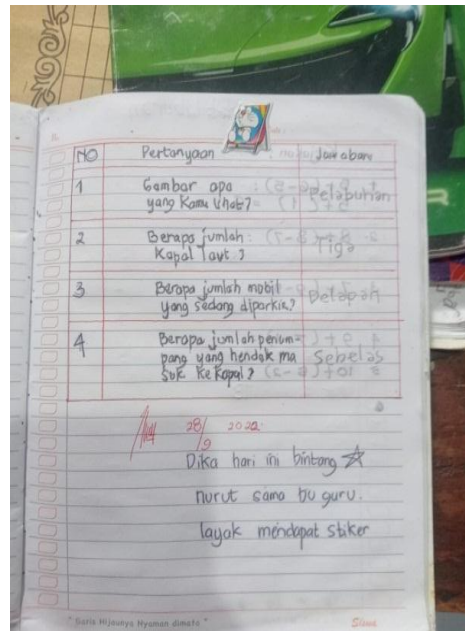 NO Pertanyaan Jawaban
1 Gambar apa
yang Kamu lihat? Pelabuhan
2 Berapa jumlah
Kapal laut ? Tiga
3 Berapa jumlah mobil
yang sedang diparkir? Delapan
4 Berapa jumlah penum-
pang yang hendak ma Sebelas
suk ke kapal?
28/9 2022
Dika hari ini bintang
nurut sama bu guru.
layak mendapat stiker
" Garis Hijaunya Nyaman dimata "